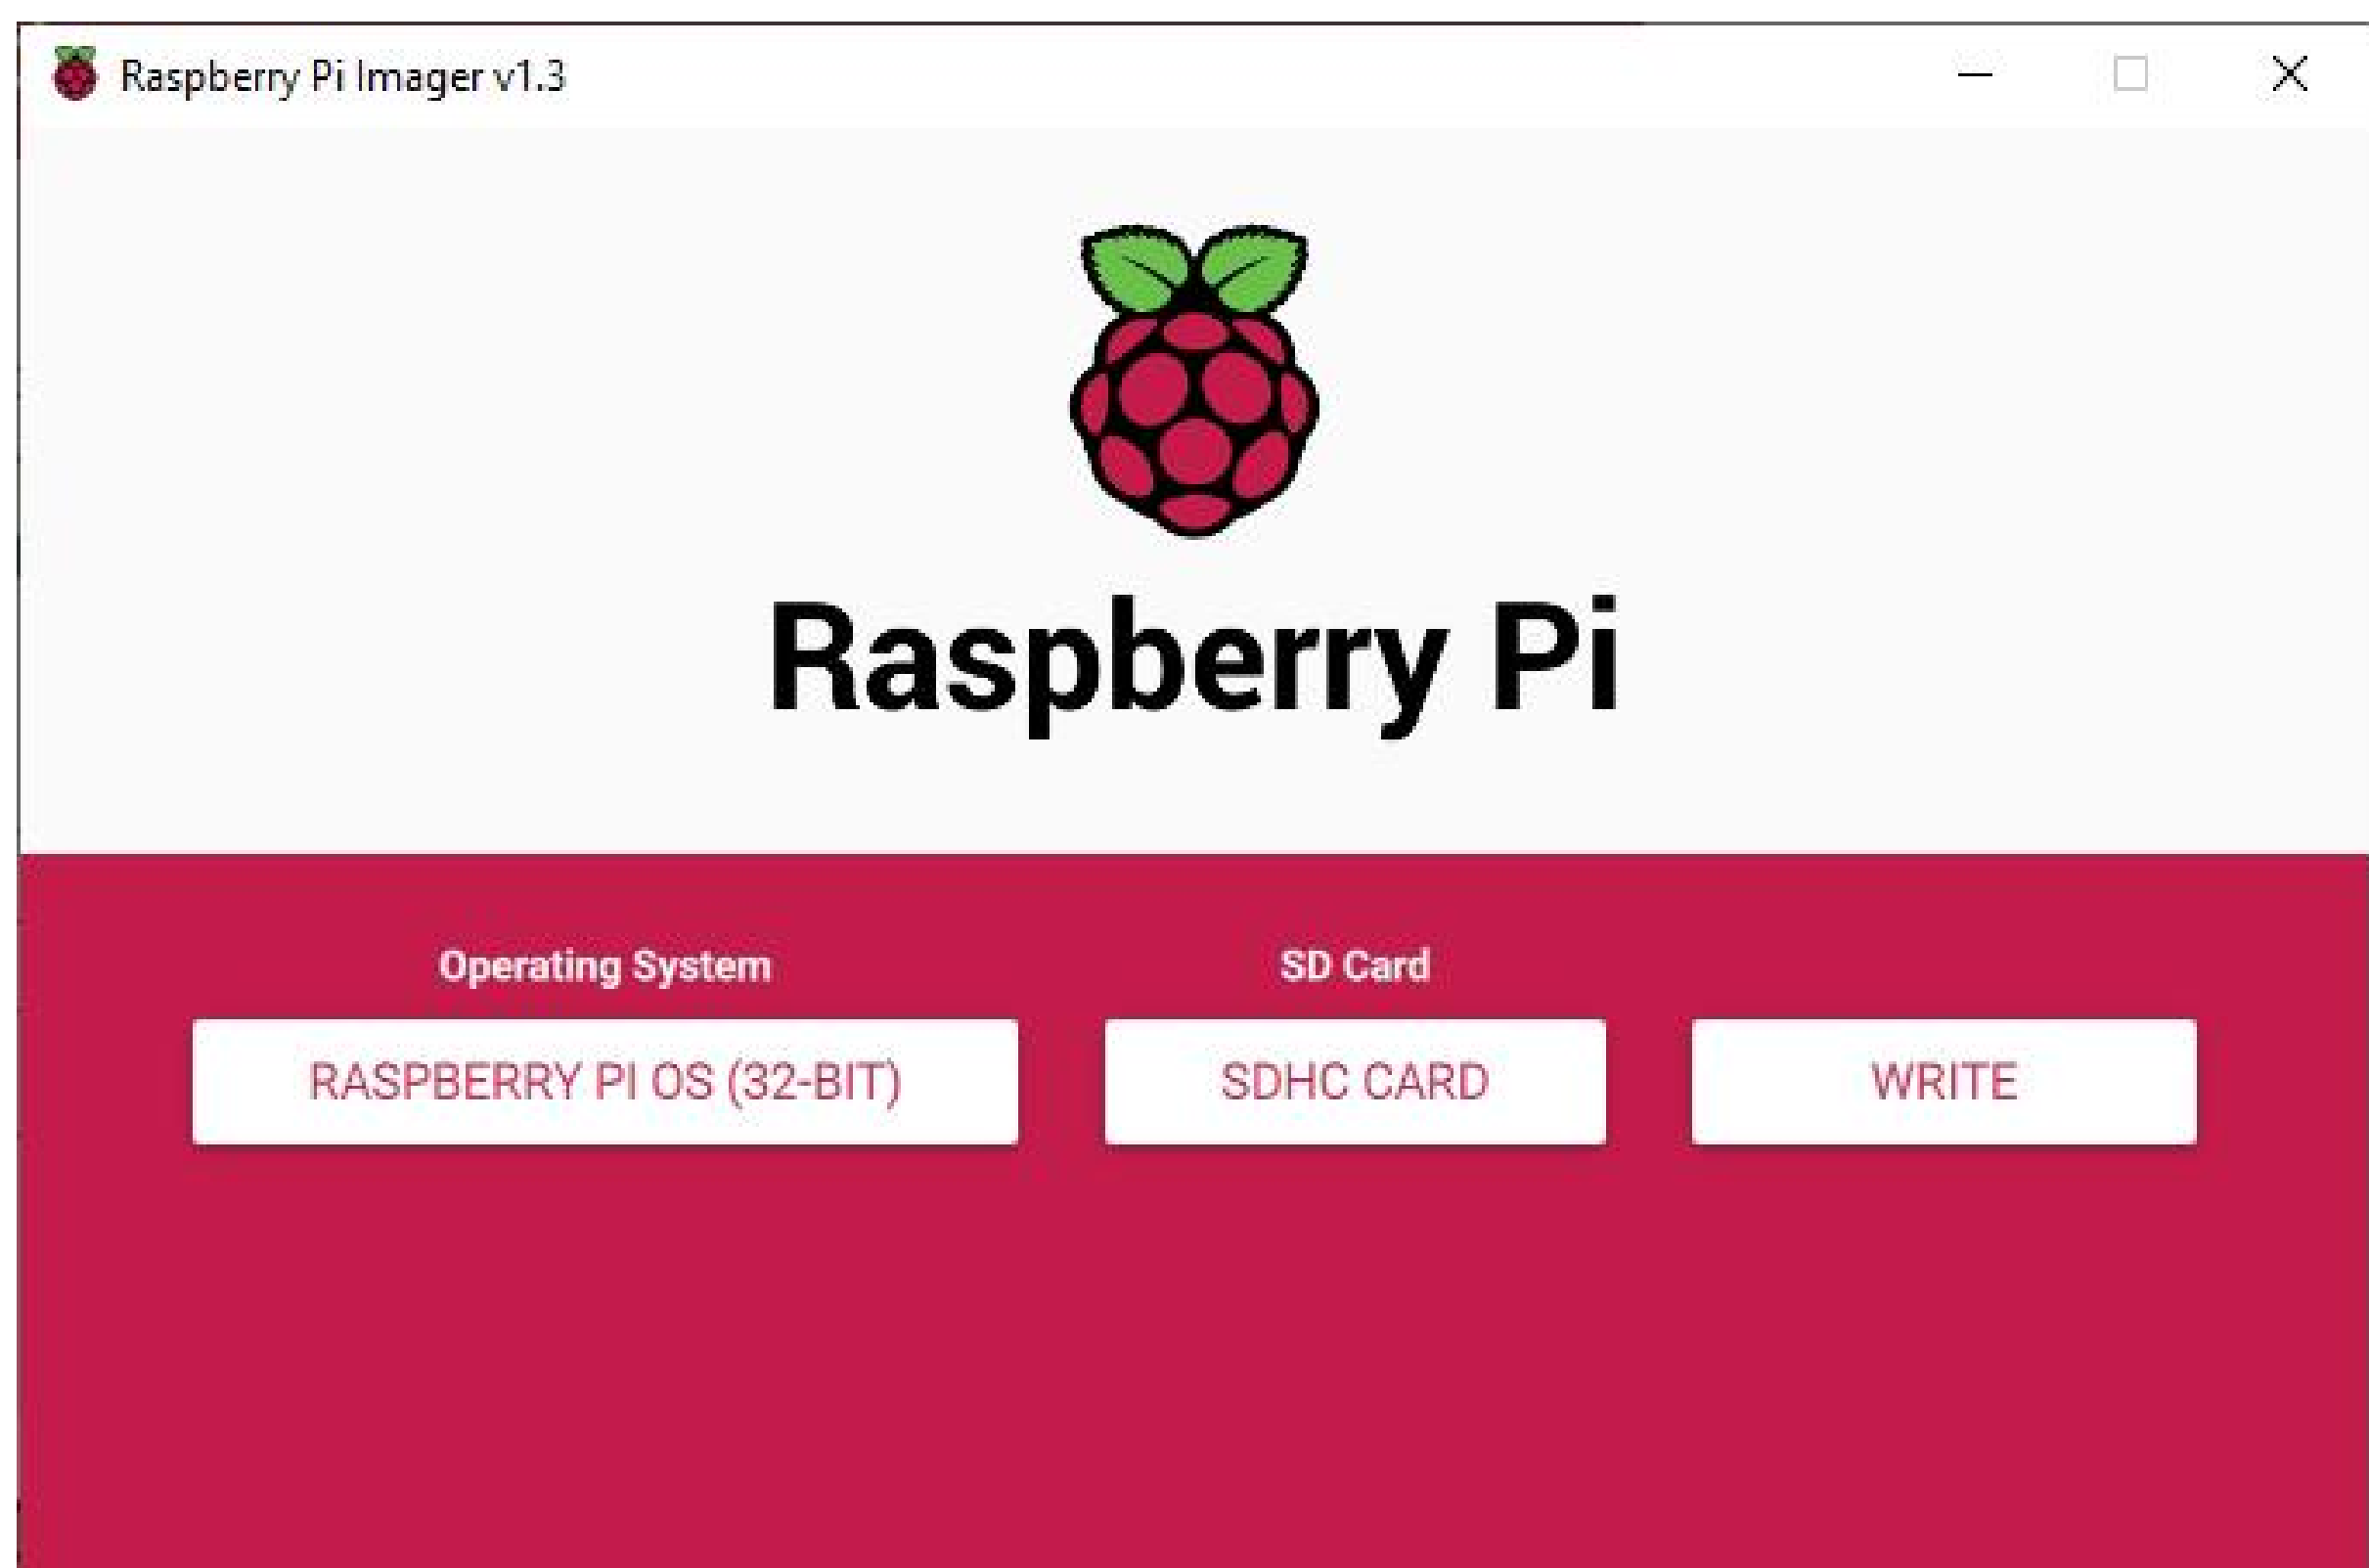 Raspberry Pi Imager v1.3
Raspberry Pi
Operating System
SD Card
RASPBERRY PI OS (32-BIT)
SDHC CARD
WRITE